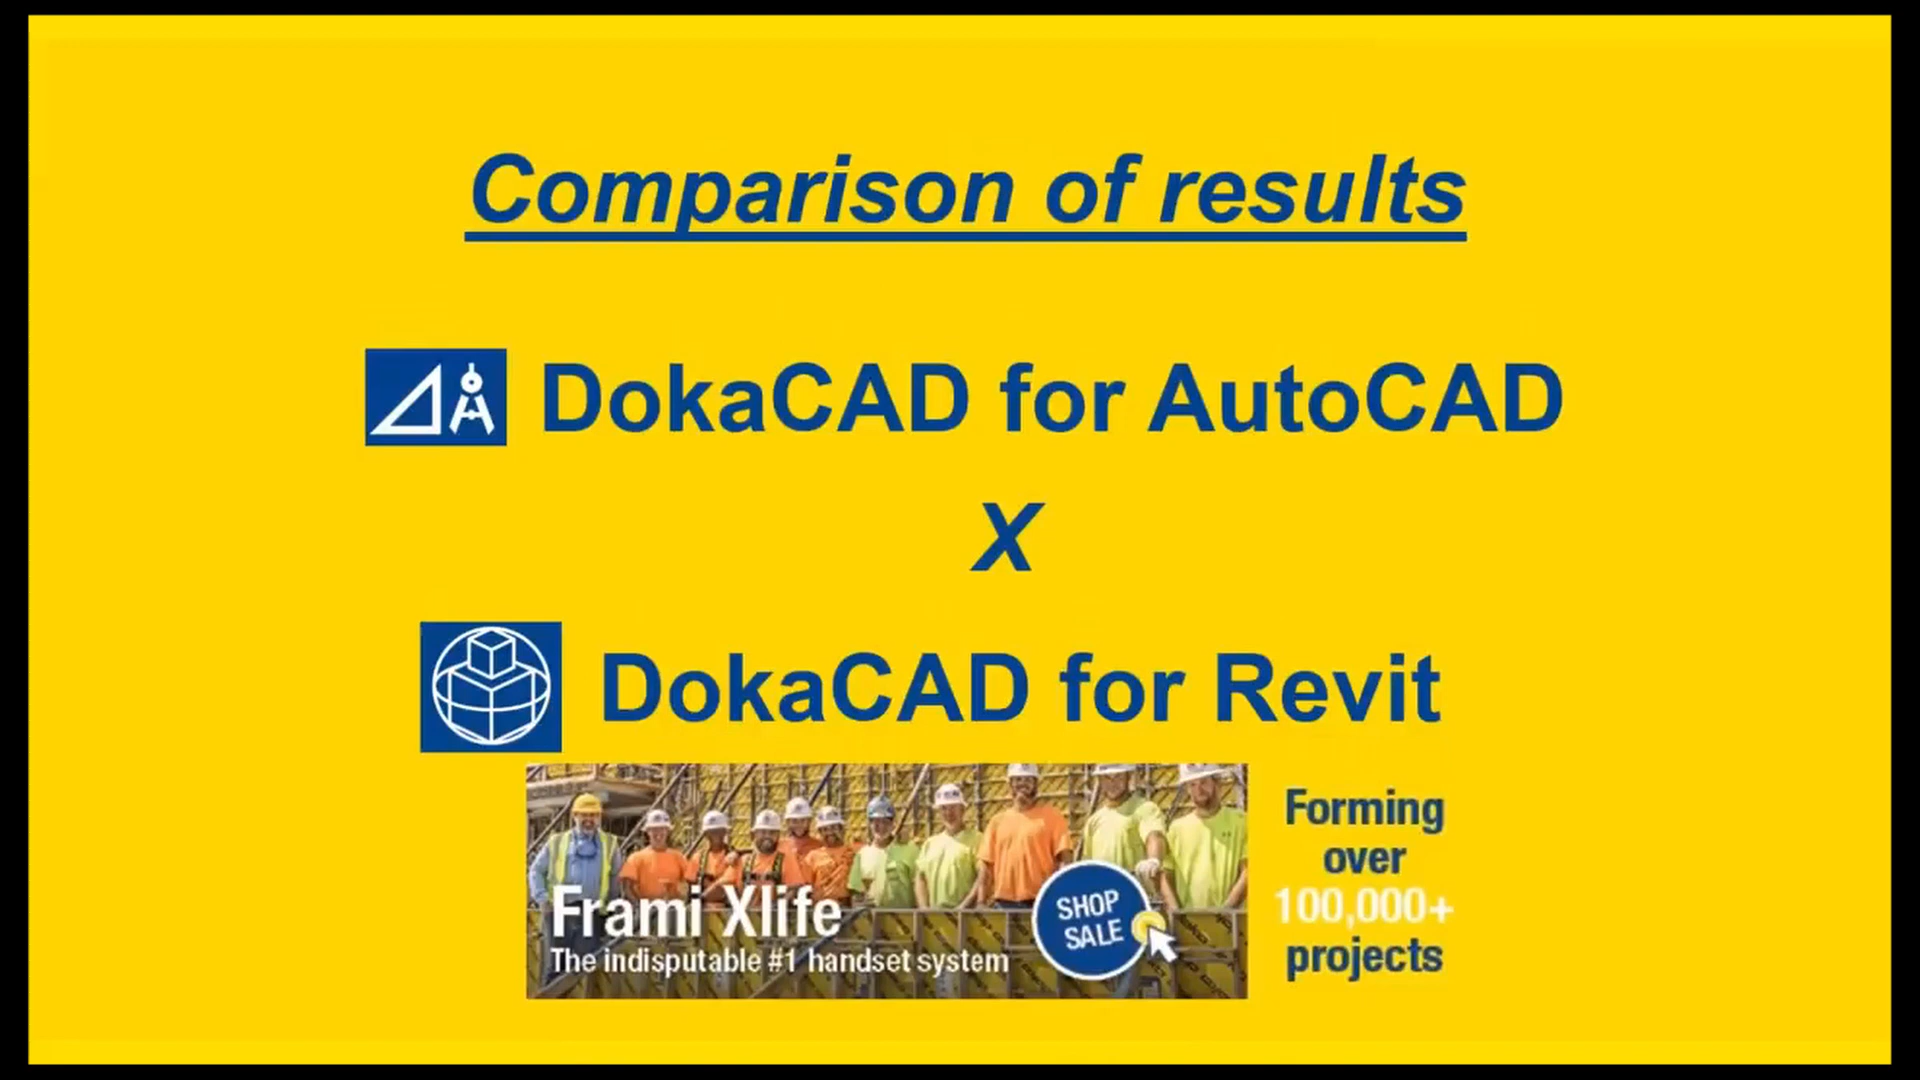 Comparison of results
DokaCAD for AutoCAD
X
DokaCAD for Revit
Frami Xlife
The indisputable #1 handset system
SHOP
SALE
Forming
over
100,000+
projects